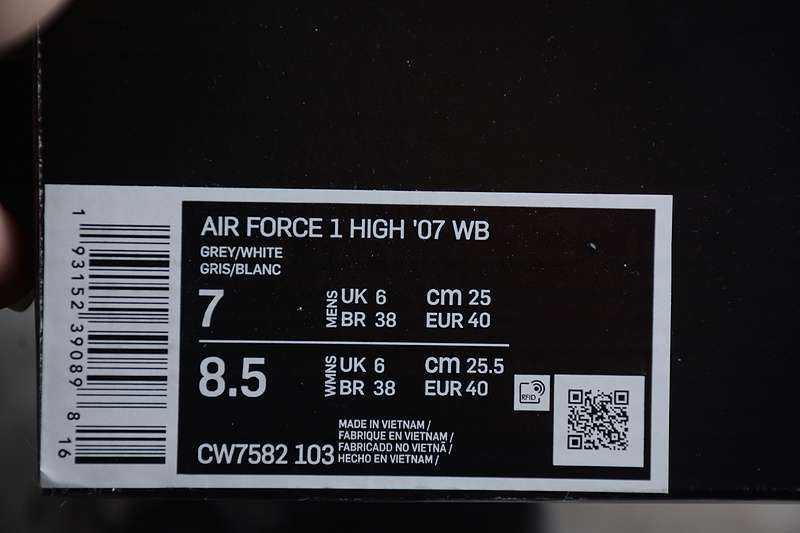 AIR FORCE 1 HIGH '07 WB
GREY/WHITE
GRIS/BLANC
7 MENS UK 6 cm 25
BR 38 EUR 40
8.5 WMNS UK 6 cm 25.5
BR 38 EUR 40
RFID
CW7582 103
MADE IN VIETNAM /
FABRIQUE EN VIETNAM /
FABRICADO NO VIETNÃ /
HECHO EN VIETNAM /
1 93152 39089 8 16